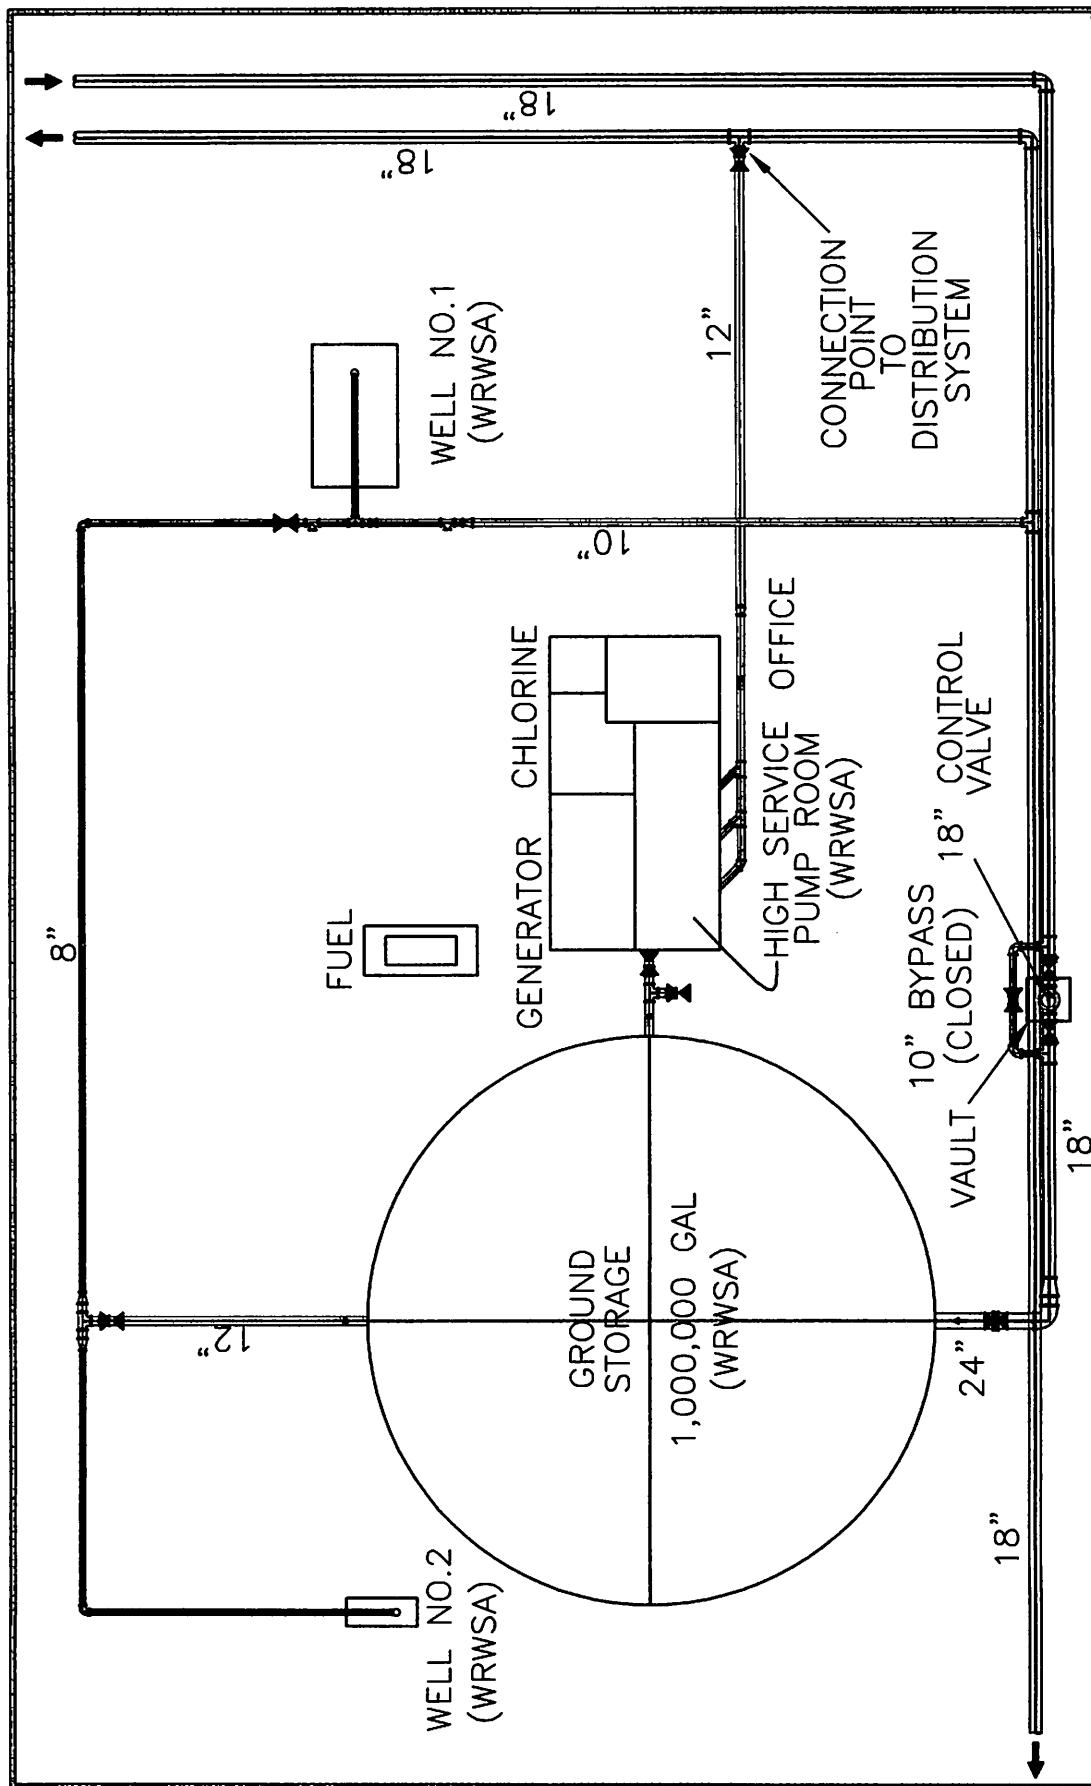 8"
12"
WELL NO.2
(WRWSA)
FUEL
WELL NO.1
(WRWSA)
18"
18"
GENERATOR
CHLORINE
10"
GROUND
STORAGE
1,000,000 GAL
(WRWSA)
HIGH SERVICE
PUMP ROOM
(WRWSA)
OFFICE
12"
CONNECTION
POINT
TO
DISTRIBUTION
SYSTEM
24"
VAULT
10" BYPASS
(CLOSED)
18" CONTROL
VALVE
18"
18"